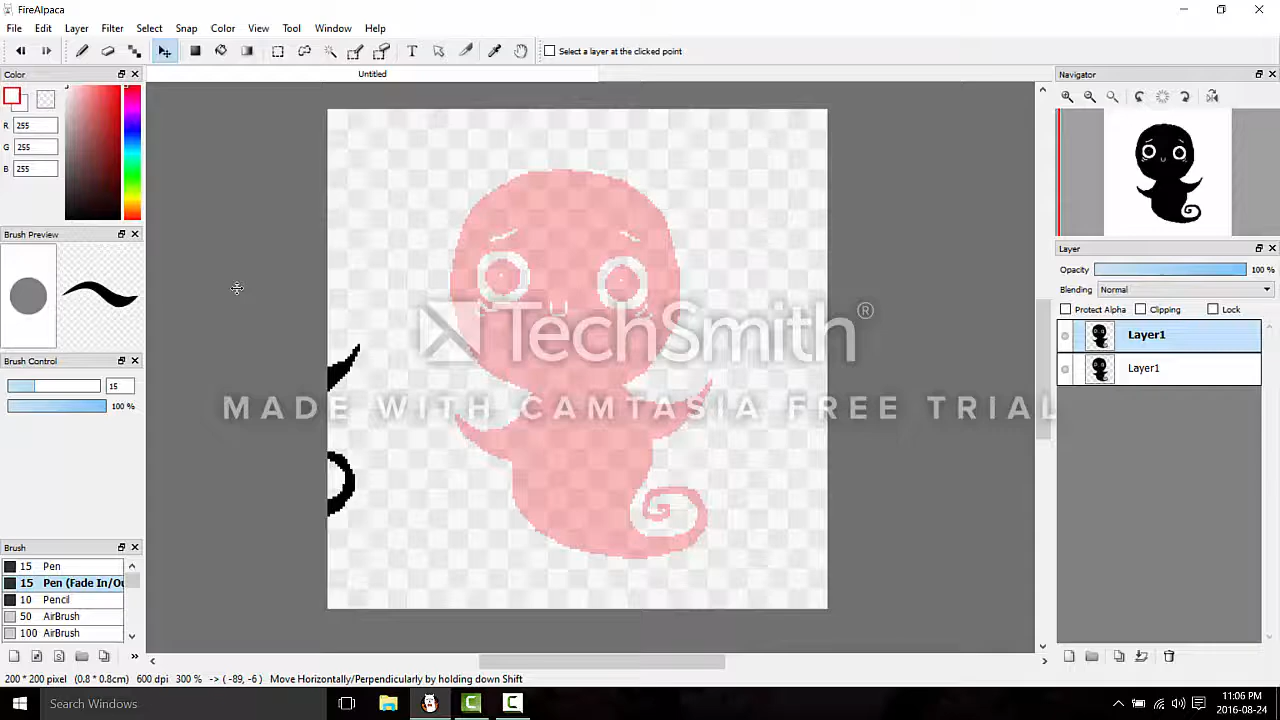 FireAlpaca
File Edit Layer Filter Select Snap Color View Tool Window Help
T Select a layer at the clicked point
Color
Untitled
Navigator
R 255
G 255
B 255
Brush Preview
Layer
Opacity 100 %
Blending Normal
Protect Alpha Clipping Lock
Layer1
Layer1
Brush Control
15
100 %
TechSmith®
MADE WITH CAMTASIA FREE TRIAL
Brush
15 Pen
15 Pen (Fade In/Ou
10 Pencil
50 AirBrush
100 AirBrush
200 * 200 pixel (0.8 * 0.8cm) 600 dpi 300 % -> ( -89, -6 ) Move Horizontally/Perpendicularly by holding down Shift
Search Windows
11:06 PM
2016-08-24